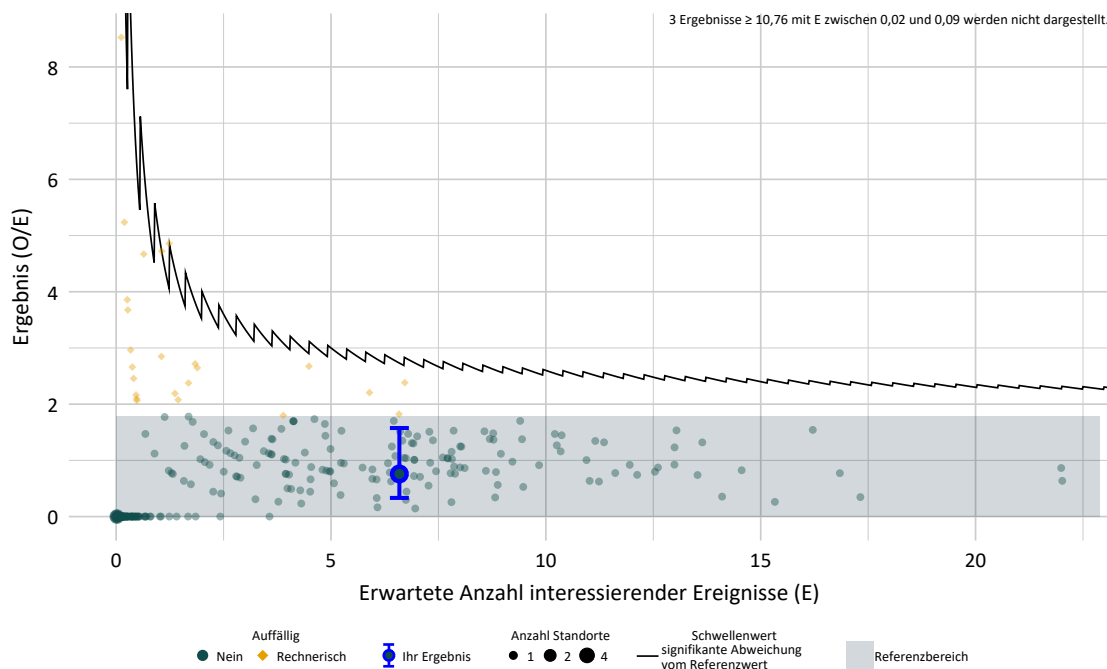 3 Ergebnisse ≥ 10,76 mit E zwischen 0,02 und 0,09 werden nicht dargestellt.
8
6
4
2
0
Ergebnis (O/E)
0 5 10 15 20
Erwartete Anzahl interessierender Ereignisse (E)
Auffällig
Nein Rechnerisch
Ihr Ergebnis
Anzahl Standorte
1 2 4
Schwellenwert
signifikante Abweichung
vom Referenzwert
Referenzbereich